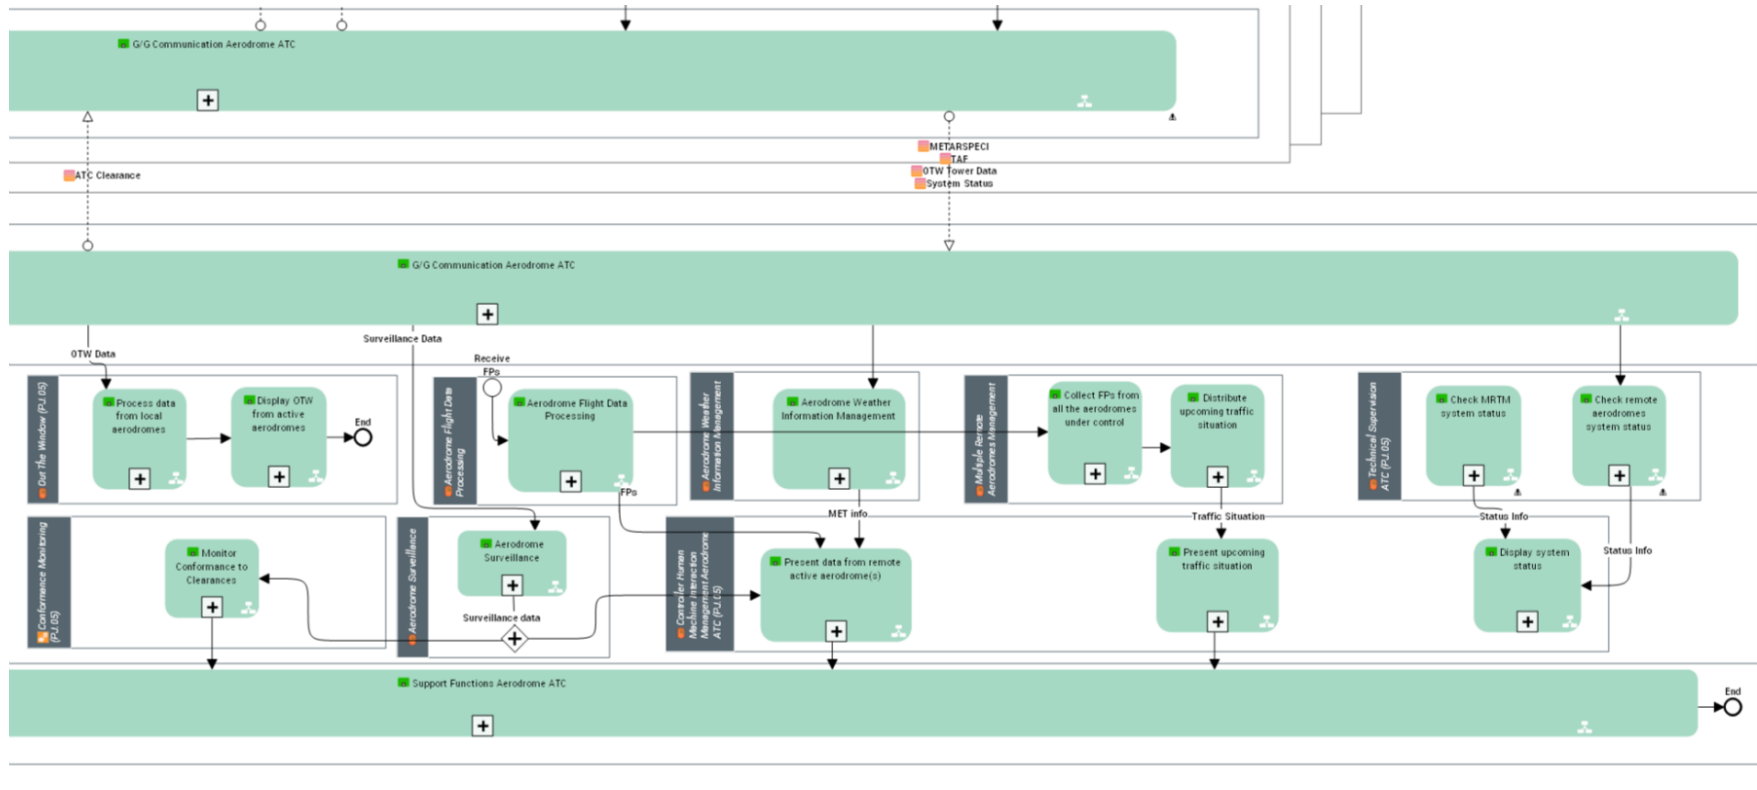 G/G Communication Aerodrome ATC
METARSPECI
TAF
OTW Tower Data
System Status
ATC Clearance
G/G Communication Aerodrome ATC
OTW Data
Surveillance Data
Receive
FPs
End
Out The Window (PJ.05)
Process data
from local
aerodromes
Display OTW
from active
aerodromes
End
Aerodrome Flight Data
Processing
Aerodrome Flight Data
Processing
FPs
Aerodrome Weather
Information Management
Aerodrome Weather
Information Management
MET info
Multiple Remote
Aerodromes Management
Collect FPs from
all the aerodromes
under control
Distribute
upcoming traffic
situation
Traffic Situation
Technical Supervision
ATC (PJ.05)
Check MRTM
system status
Check remote
aerodromes
system status
Status Info
Status Info
Conformance Monitoring
(PJ.05)
Monitor
Conformance to
Clearances
Aerodrome Surveillance
Aerodrome
Surveillance
Surveillance data
Controller Human
Machine Interaction
Management Aerodrome
ATC (PJ.05)
Present data from remote
active aerodrome(s)
Present upcoming
traffic situation
Display system
status
Support Functions Aerodrome ATC